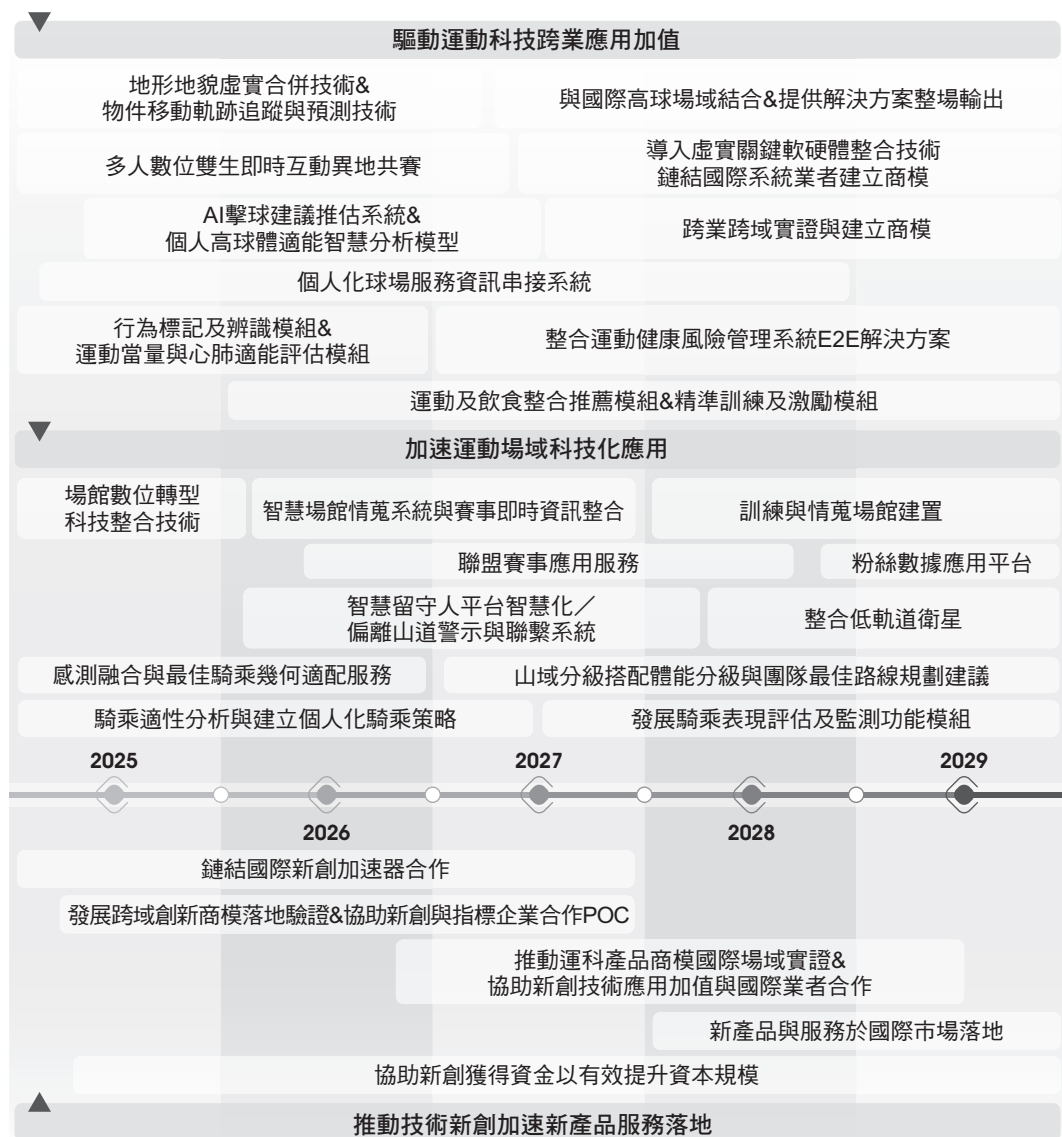 驅動運動科技跨業應用加值
地形地貌虛實合併技術&
物件移動軌跡追蹤與預測技術
與國際高球場域結合&提供解決方案整場輸出
多人數位雙生即時互動異地共賽
導入虛實關鍵軟硬體整合技術
鏈結國際系統業者建立商模
AI擊球建議推估系統&
個人高球體適能智慧分析模型
跨業跨域實證與建立商模
個人化球場服務資訊串接系統
行為標記及辨識模組&
運動當量與心肺適能評估模組
整合運動健康風險管理系統E2E解決方案
運動及飲食整合推薦模組&精準訓練及激勵模組
加速運動場域科技化應用
場館數位轉型
科技整合技術
智慧場館情蒐系統與賽事即時資訊整合
訓練與情蒐場館建置
聯盟賽事應用服務
粉絲數據應用平台
智慧留守人平台智慧化／
偏離山道警示與聯繫系統
整合低軌道衛星
感測融合與最佳騎乘幾何適配服務
山域分級搭配體能分級與團隊最佳路線規劃建議
騎乘適性分析與建立個人化騎乘策略
發展騎乘表現評估及監測功能模組
2025
2027
2029
2026
2028
鏈結國際新創加速器合作
發展跨域創新商模落地驗證&協助新創與指標企業合作POC
推動運科產品商模國際場域實證&
協助新創技術應用加值與國際業者合作
新產品與服務於國際市場落地
協助新創獲得資金以有效提升資本規模
推動技術新創加速新產品服務落地